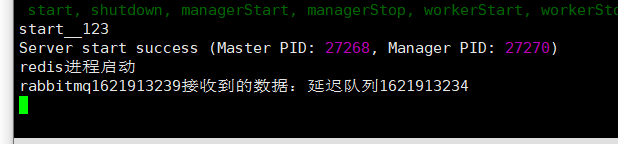 start, shutdown, managerStart, managerStop, workerStart, workerSto
start__123
Server start success (Master PID: 27268, Manager PID: 27270)
redis进程启动
rabbitmq1621913239接收到的数据：延迟队列1621913234